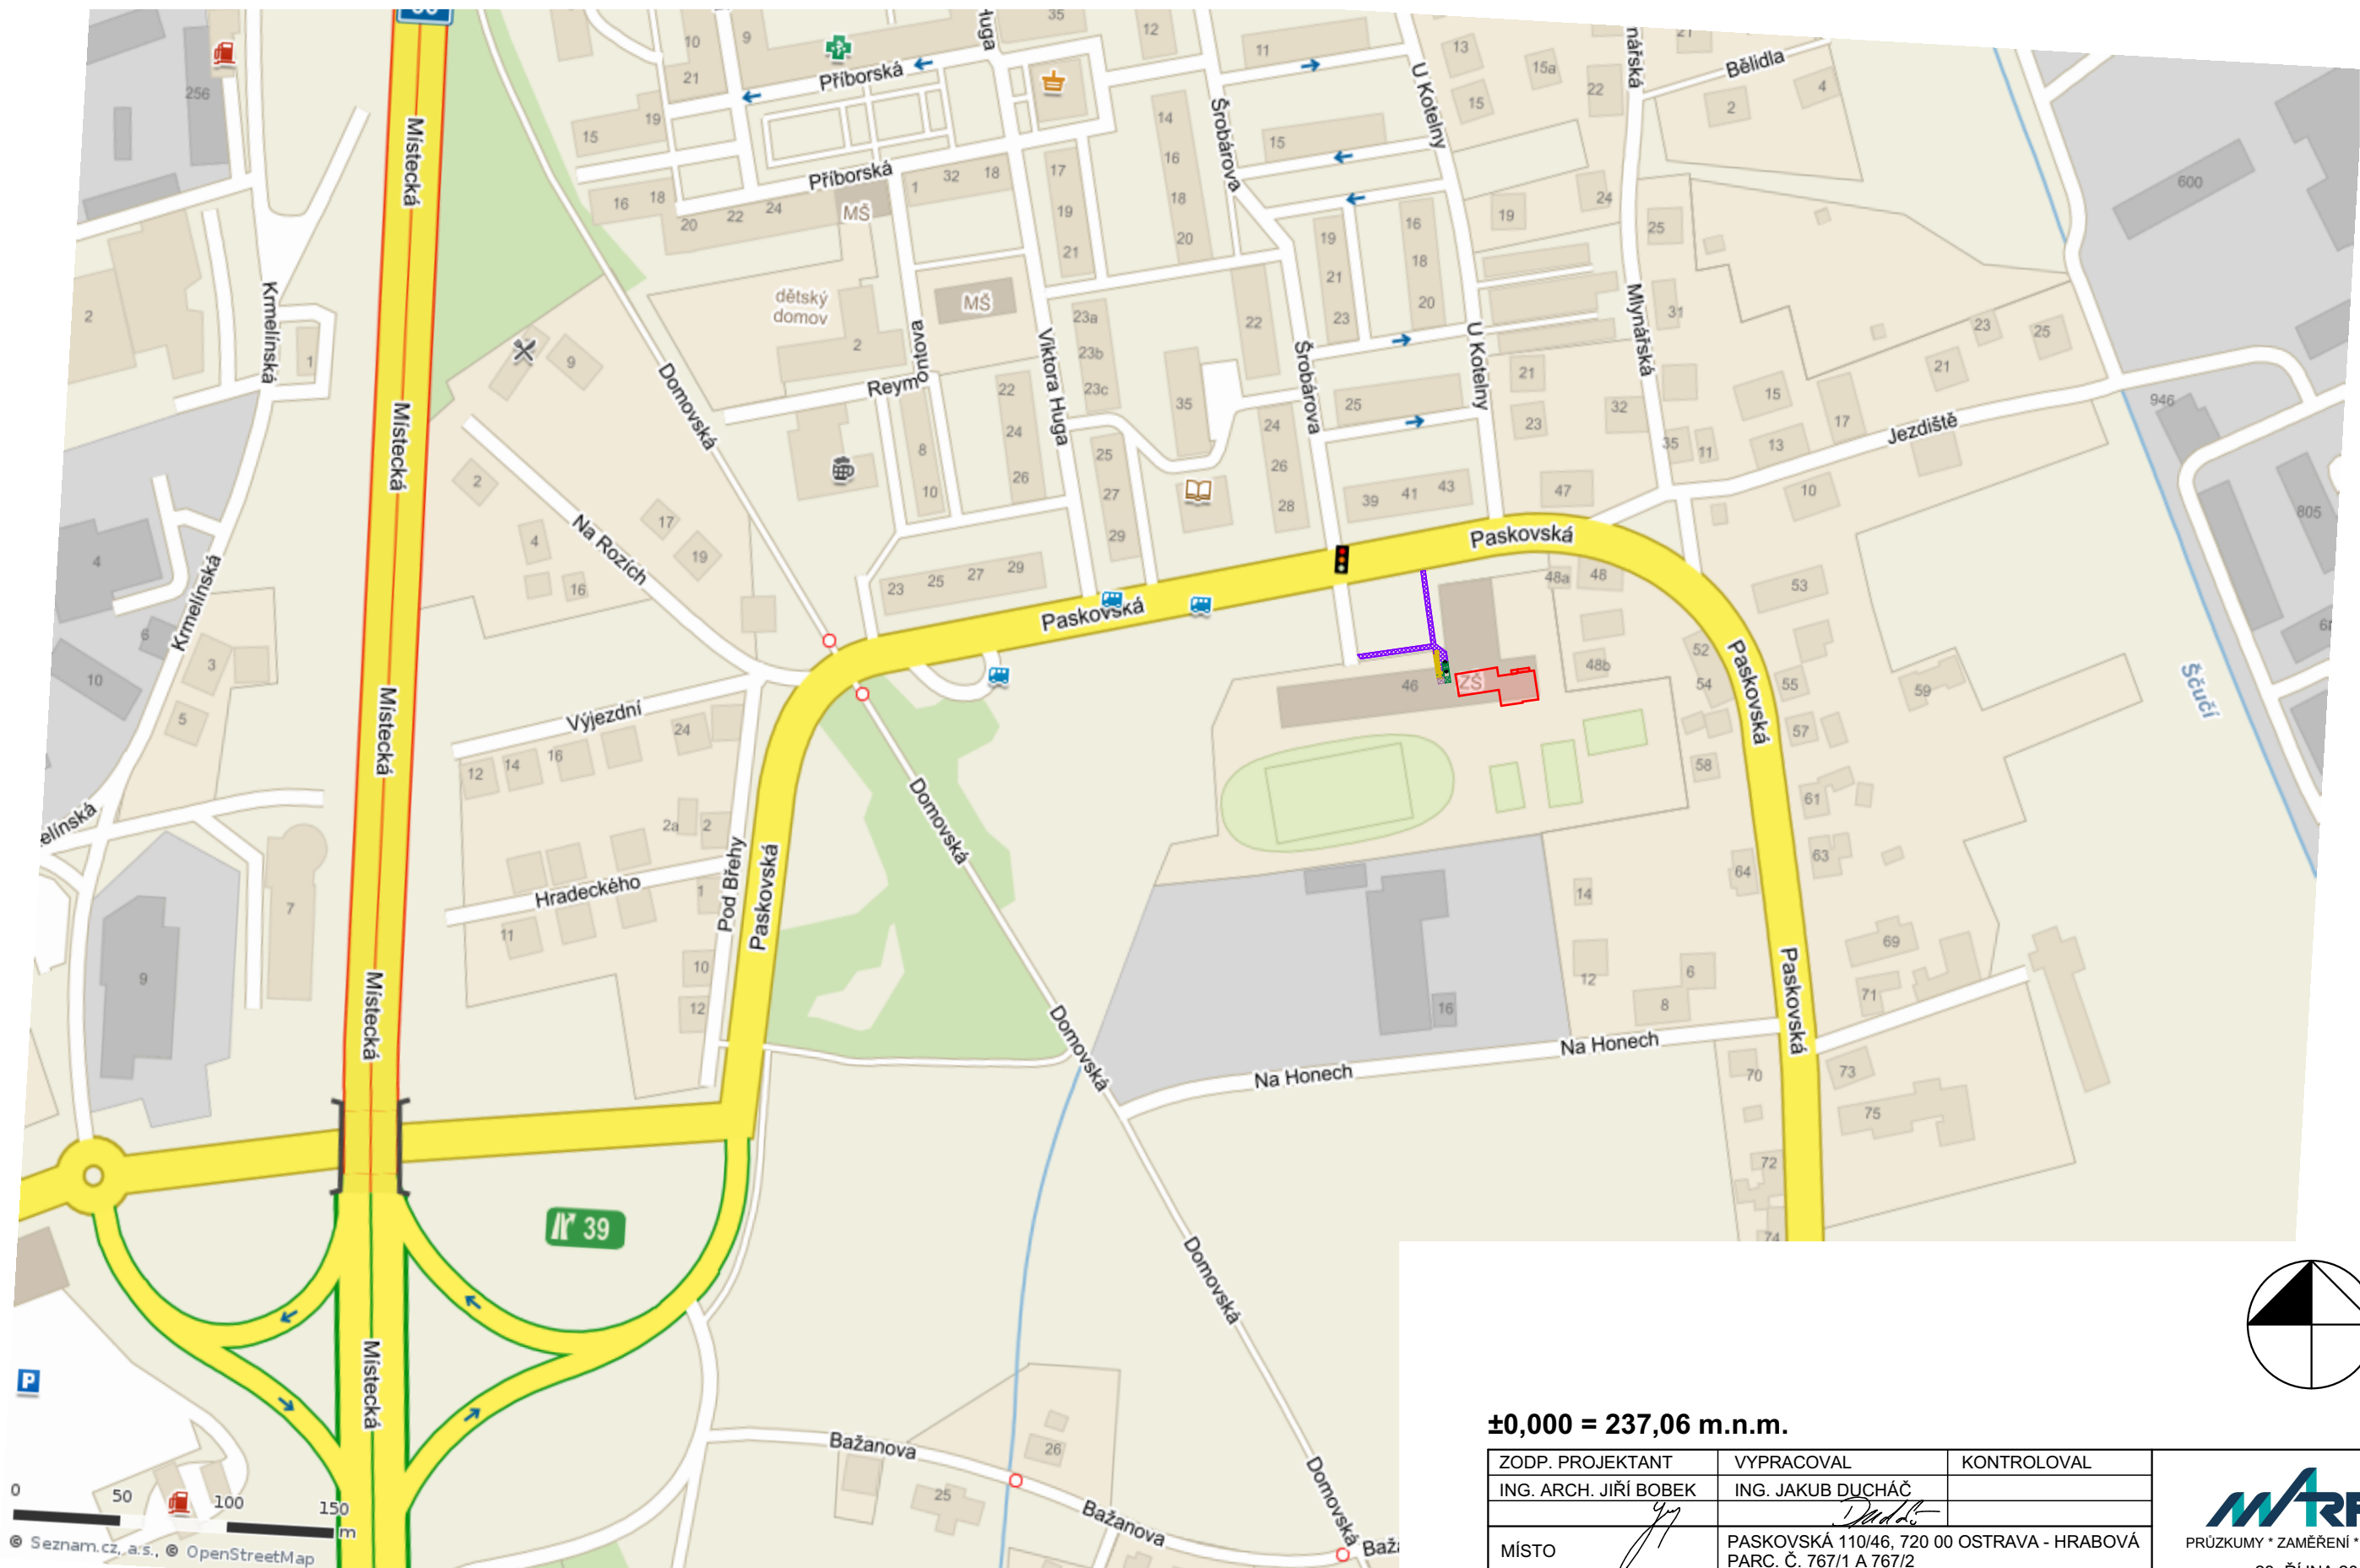 Příborská
Příborská
Huga
Šrobárova
U Kotelny
Bělidla
Místecká
Krmelínská
Domovská
dětský
domov
MŠ
MŠ
Reymontova
Viktora Huga
Šrobárova
U Kotelny
Mlynářská
Jezdiště
Místecká
Na Rozích
Krmelínská
Paskovská
Paskovská
Paskovská
ZŠ
46
Ščučí
Výjezdní
Místecká
Domovská
Hradeckého
Pod Břehy
Paskovská
Místecká
Domovská
Na Honech
Na Honech
Paskovská
39
Domovská
Místecká
Bažanova
Bažanova
Domovská
P
0 50 100 150
m
© Seznam.cz, a.s., © OpenStreetMap
±0,000 = 237,06 m.n.m.
ZODP. PROJEKTANT VYPRACOVAL KONTROLOVAL
ING. ARCH. JIŘÍ BOBEK ING. JAKUB DUCHÁČ
MÍSTO PASKOVSKÁ 110/46, 720 00 OSTRAVA - HRABOVÁ
PARC. Č. 767/1 A 767/2
PRŮZKUMY * ZAMĚŘENÍ *